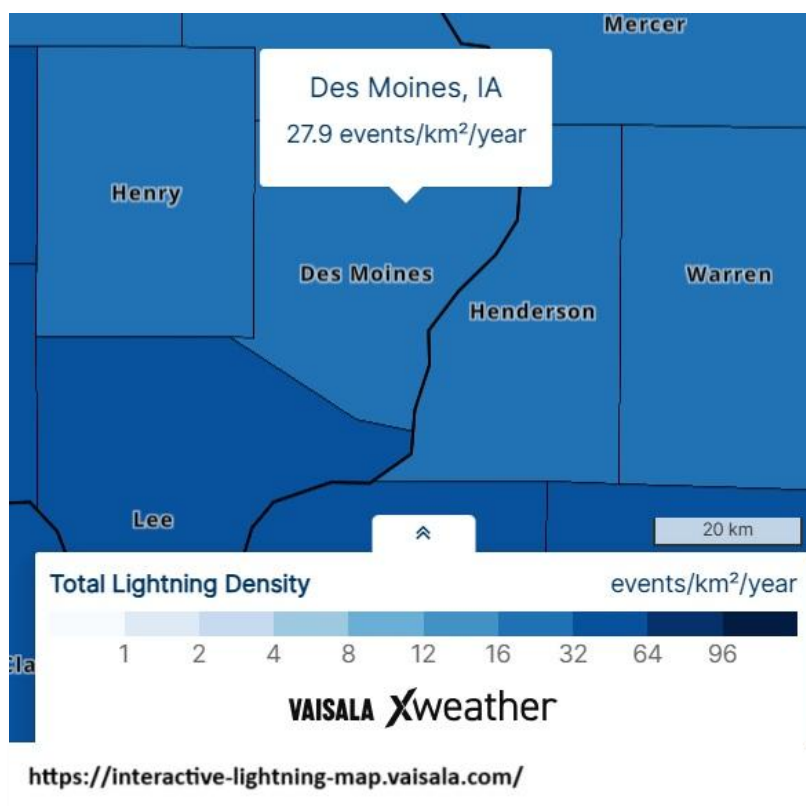 Mercer
Des Moines, IA
27.9 events/km²/year
Henry
Des Moines
Warren
Henderson
Lee
20 km
Total Lightning Density events/km²/year
1 2 4 8 12 16 32 64 96
VAISALA Xweather
https://interactive-lightning-map.vaisala.com/